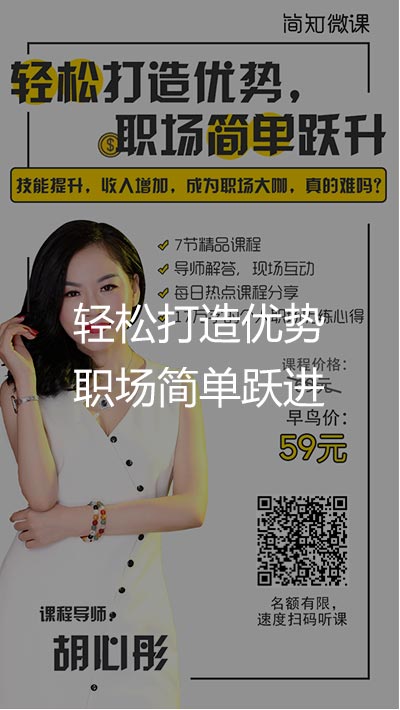 简知微课
轻松打造优势，
职场简单跃升
技能提升，收入增加，成为职场大咖，真的难吗？
7节精品课程
导师解答，现场互动
每日热点课程分享
练心得
轻松打造优势
职场简单跃进
课程价格：
元
早鸟价：
59元
名额有限，
速度扫码听课
课程导师：
胡心彤